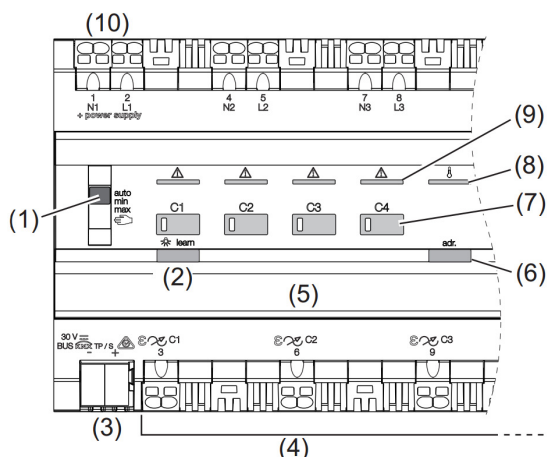 (10)
1 2 4 5 7 8
N1 L1 N2 L2 N3 L3
+ power supply
(9)
(8)
(1)
auto
min
max
C1 C2 C3 C4
(7)
learn
adr.
(2)
(6)
(5)
30 V
BUS KNX TP / S
- +
C1 C2 C3
3 6 9
(3)
(4)